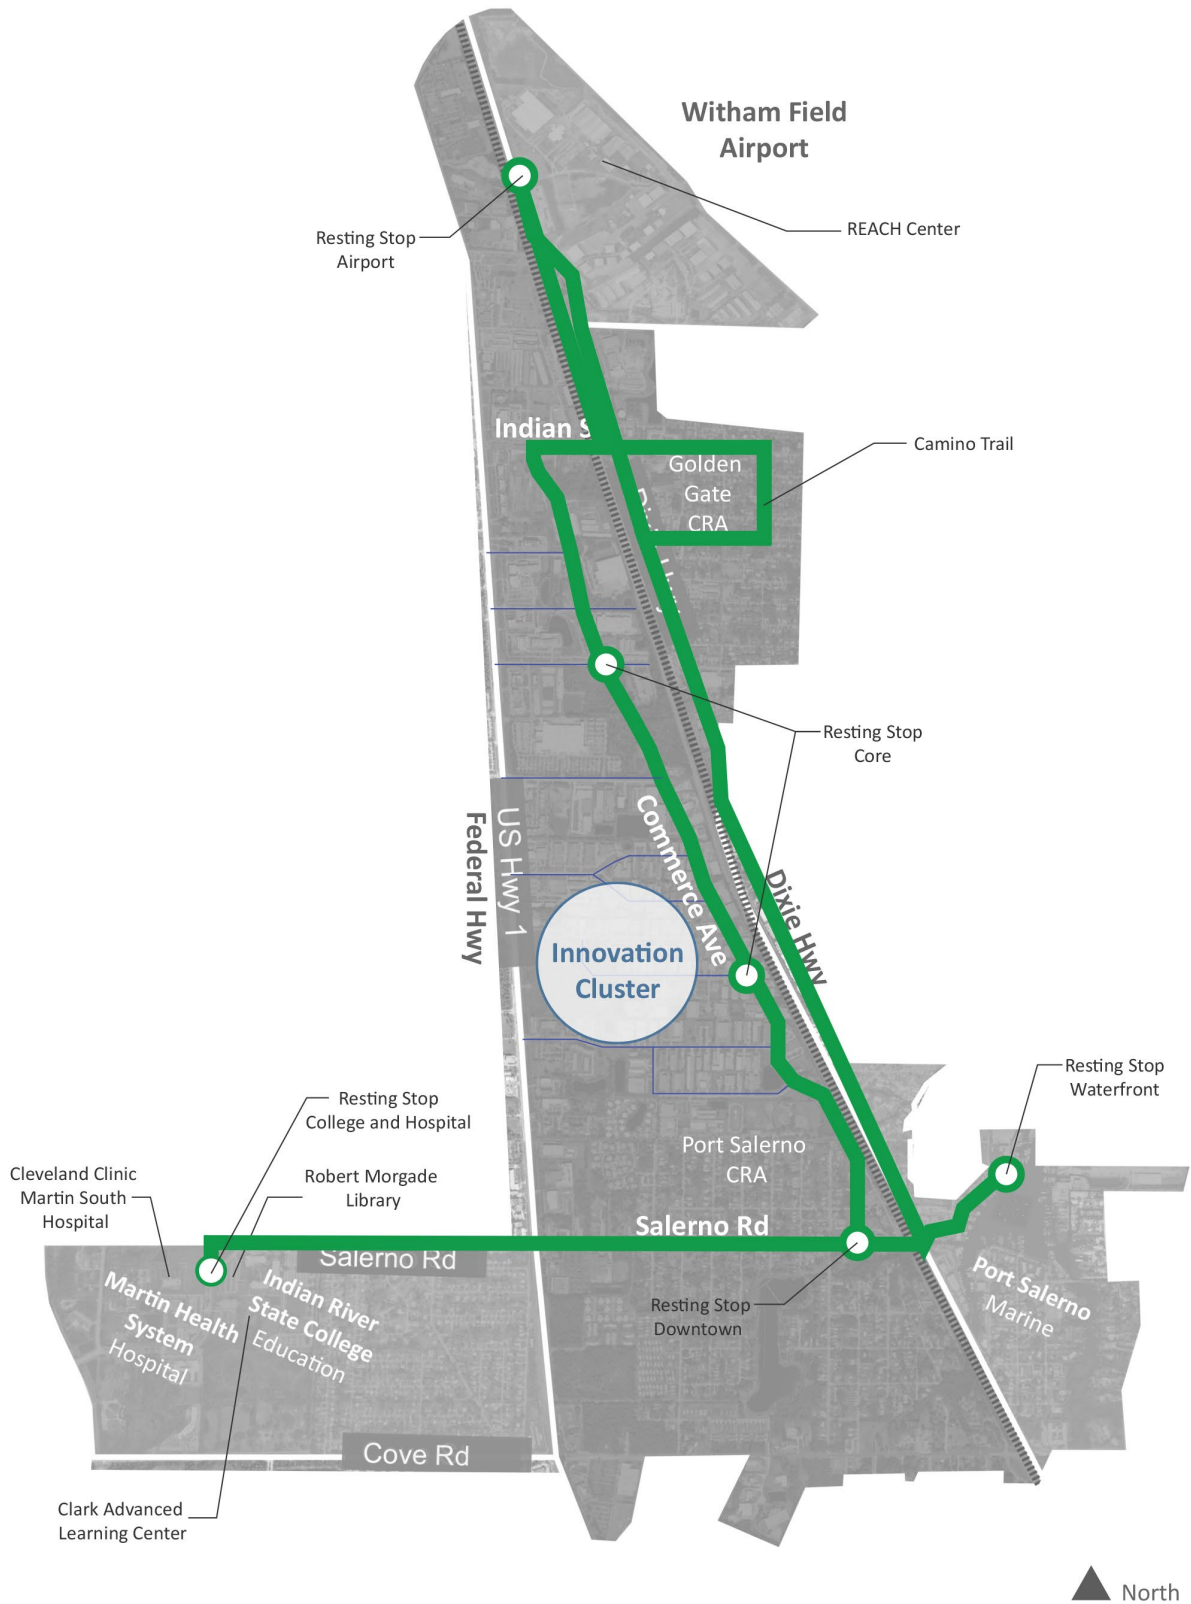 Witham Field
Airport
REACH Center
Resting Stop
Airport
Indian S
Camino Trail
Golden
Gate
CRA
Hwy
Resting Stop
Core
Commerce Ave
US Hwy 1
Federal Hwy
Dixie Hwy
Innovation
Cluster
Resting Stop
Waterfront
Resting Stop
College and Hospital
Port Salerno
CRA
Cleveland Clinic
Martin South
Hospital
Robert Morgade
Library
Salerno Rd
Salerno Rd
Martin Health
System
Hospital
Indian River
State College
Education
Port Salerno
Marine
Resting Stop
Downtown
Cove Rd
Clark Advanced
Learning Center
North